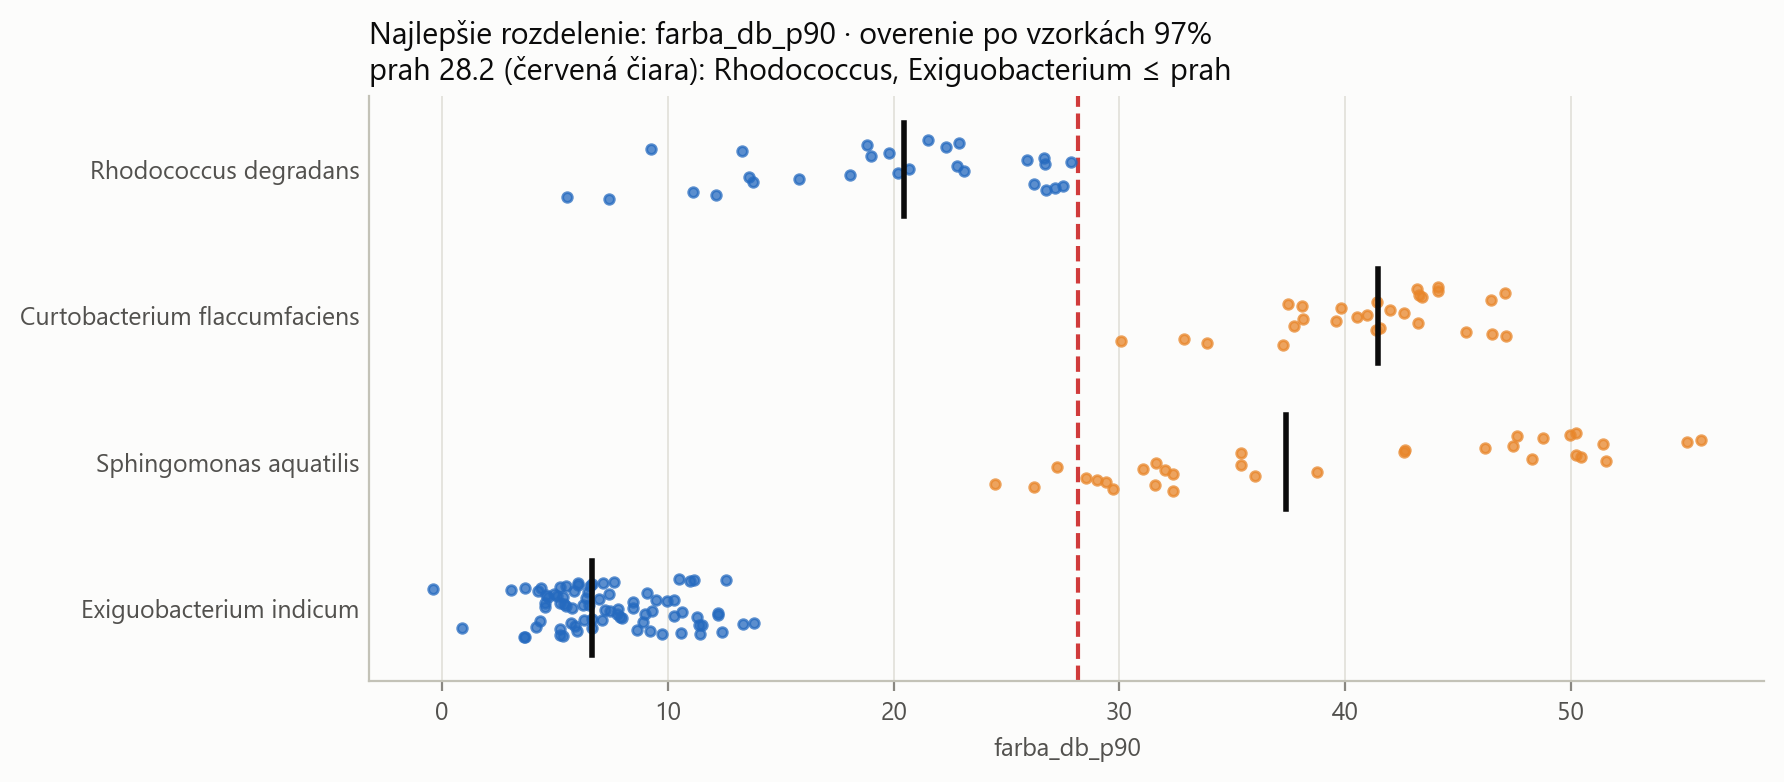 Najlepšie rozdelenie: farba_db_p90 · overenie po vzorkách 97%
prah 28.2 (červená čiara): Rhodococcus, Exiguobacterium ≤ prah
Rhodococcus degradans
Curtobacterium flaccumfaciens
Sphingomonas aquatilis
Exiguobacterium indicum
0 10 20 30 40 50
farba_db_p90